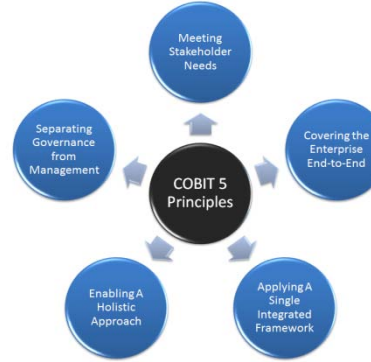 Meeting
Stakeholder
Needs
Separating
Governance
from
Management
Covering the
Enterprise
End-to-End
COBIT 5
Principles
Enabling A
Holistic
Approach
Applying A
Single
Integrated
Framework